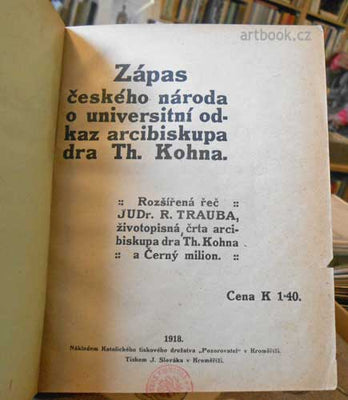 artbook.cz
Zápas
českého národa
o universitní od-
kaz arcibiskupa
dra Th. Kohna.
:: Rozšířená řeč ::
JUDr. R. TRAUBA,
životopisná črta arci-
biskupa dra Th. Kohna
:: a Černý milion. ::
Cena K 1·40.
1918.
Nákladem Katolického tiskového družstva „Pozorovatel“ v Kroměříži.
Tiskem J. Slováka v Kroměříži.